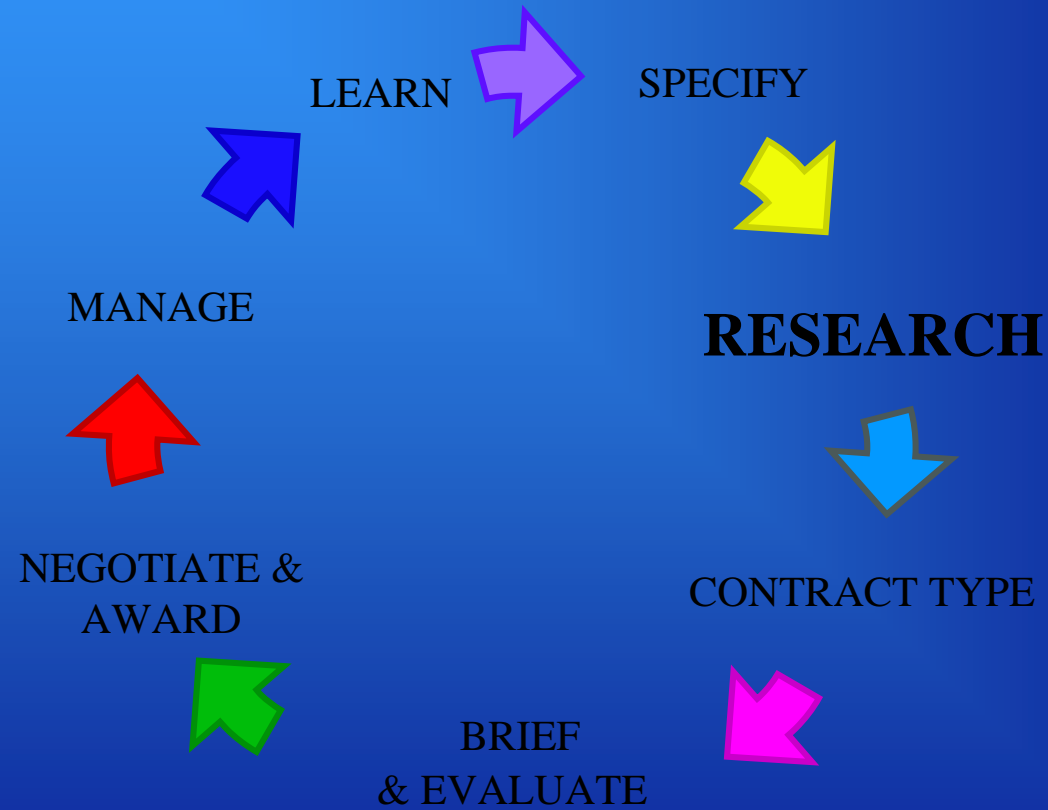 LEARN
SPECIFY
MANAGE
RESEARCH
NEGOTIATE &
AWARD
CONTRACT TYPE
BRIEF
& EVALUATE